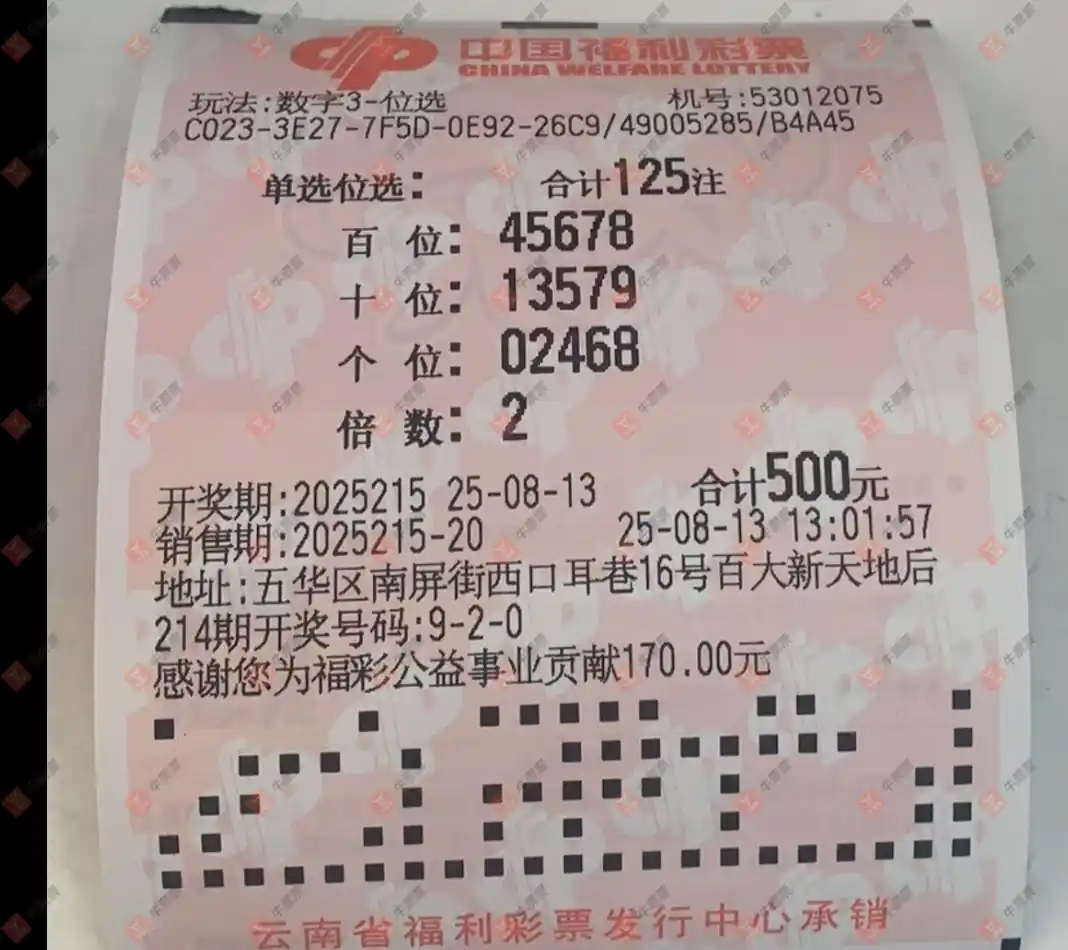 中国福利彩票
CHINA WELFARE LOTTERY
玩法:数字3-位选 机号:53012075
C023-3E27-7F5D-0E92-26C9/49005285/B4A45
单选位选: 合计125注
百 位: 45678
十 位: 13579
个 位: 02468
倍 数: 2
开奖期:2025215 25-08-13 合计500元
销售期:2025215-20 25-08-13 13:01:57
地址:五华区南屏街西口耳巷16号百大新天地后
214期开奖号码:9-2-0
感谢您为福彩公益事业贡献170.00元
云南省福利彩票发行中心承销